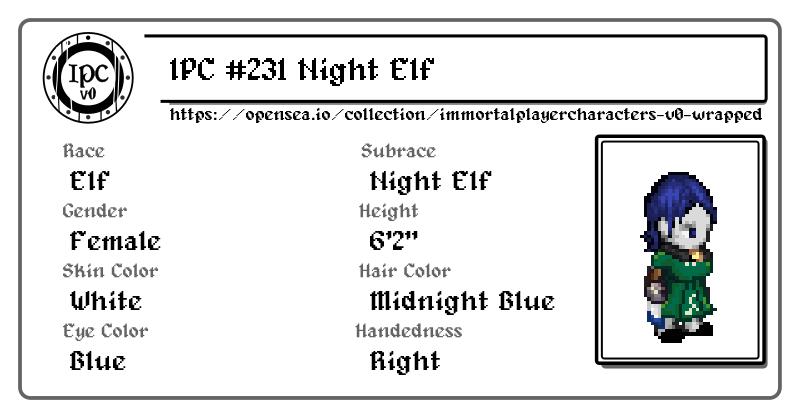 IPC v0
IPC #231 Night Elf
https://opensea.io/collection/immortalplayercharacters-v0-wrapped
Race
Subrace
Elf
Night Elf
Gender
Height
Female
6'2"
Skin Color
Hair Color
White
Midnight Blue
Eye Color
Handedness
Blue
Right